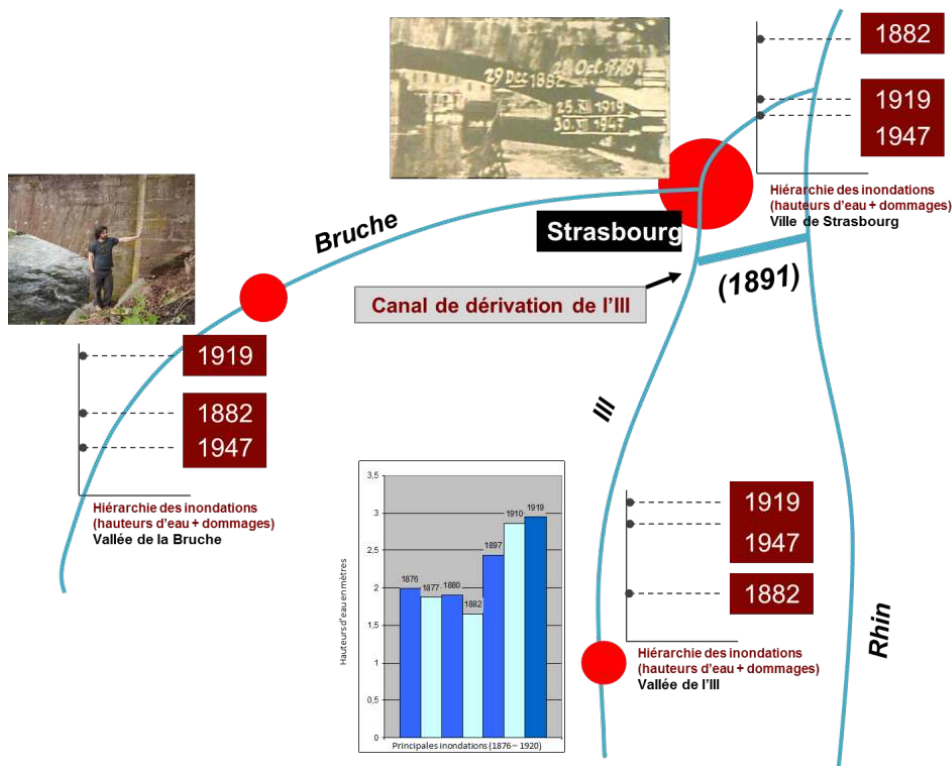 1882
1919
1947
Hiérarchie des inondations
(hauteurs d'eau + dommages)
Ville de Strasbourg
29 Dec 1882
28 Oct. 1778
25. XII 1919
30. XII 1947
Bruche
Strasbourg
(1891)
Canal de dérivation de l'Ill
1919
1882
1947
Hiérarchie des inondations
(hauteurs d'eau + dommages)
Vallée de la Bruche
Ill
Rhin
3,5
3
2,5
2
1,5
1
0,5
0
Hauteurs d'eau en mètres
1876
1877
1880
1882
1897
1910
1919
Principales inondations (1876 – 1920)
1919
1947
1882
Hiérarchie des inondations
(hauteurs d'eau + dommages)
Vallée de l'Ill